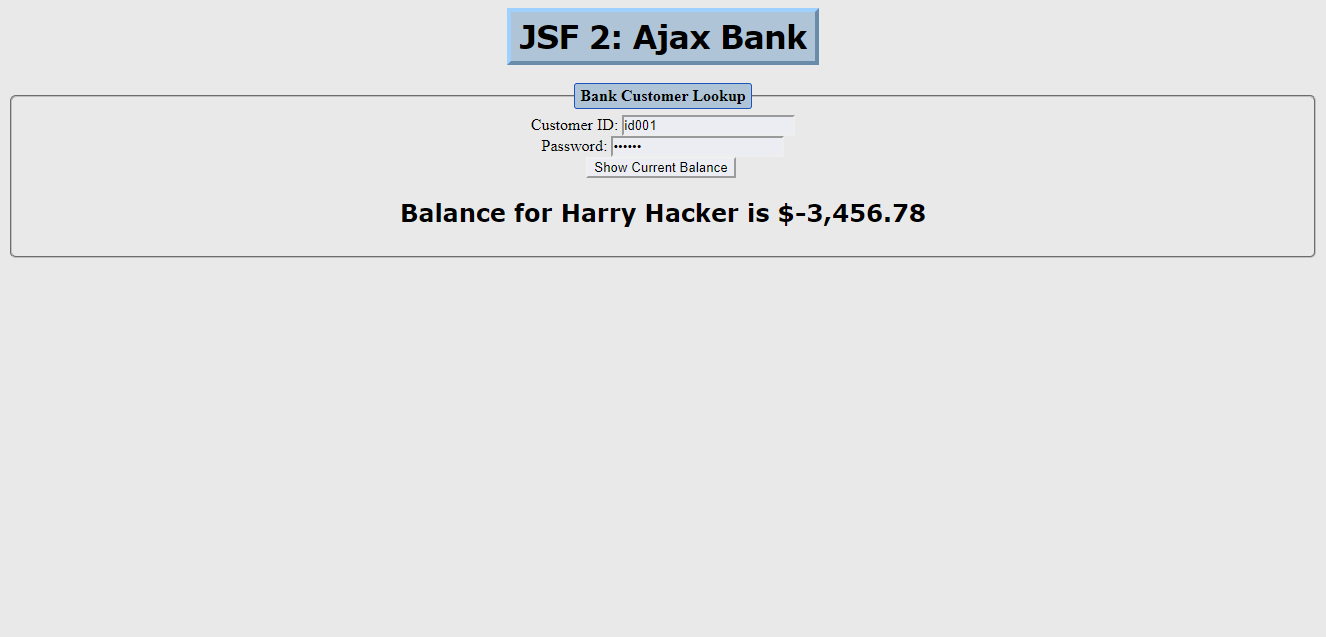 JSF 2: Ajax Bank
Bank Customer Lookup
Customer ID: id001
Password: ••••••
Show Current Balance
Balance for Harry Hacker is $-3,456.78